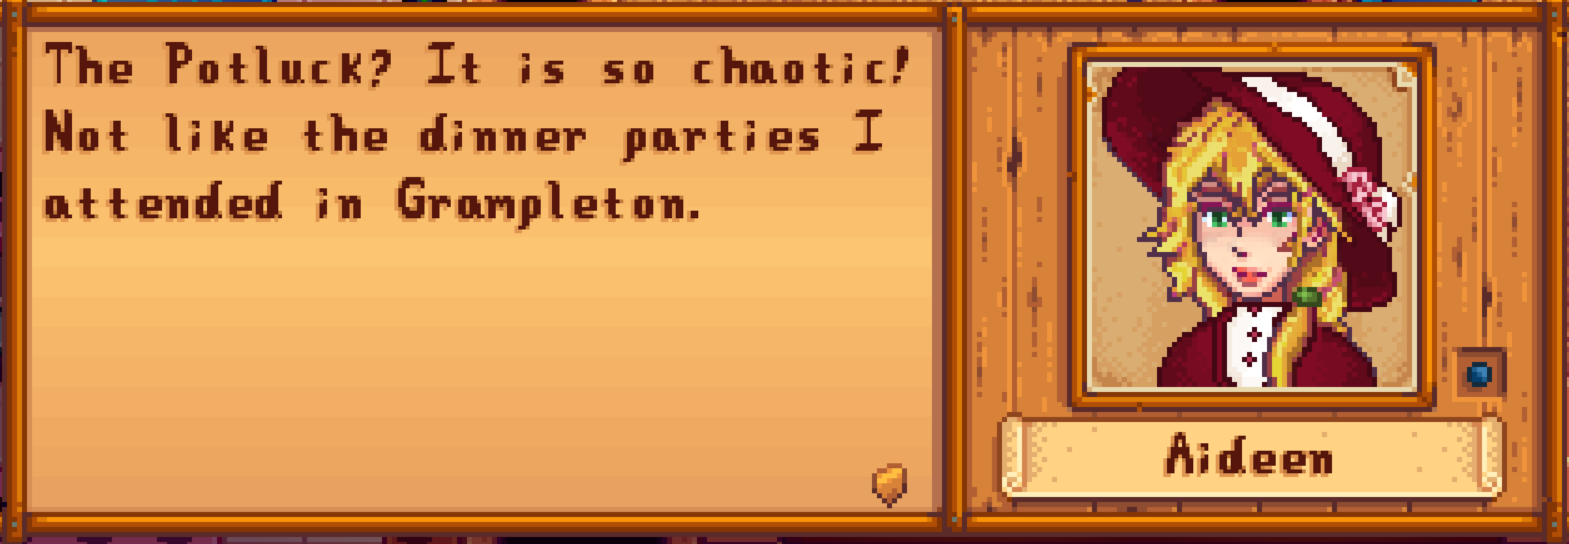 The Potluck? It is so chaotic!
Not like the dinner parties I
attended in Grampleton.
Aideen